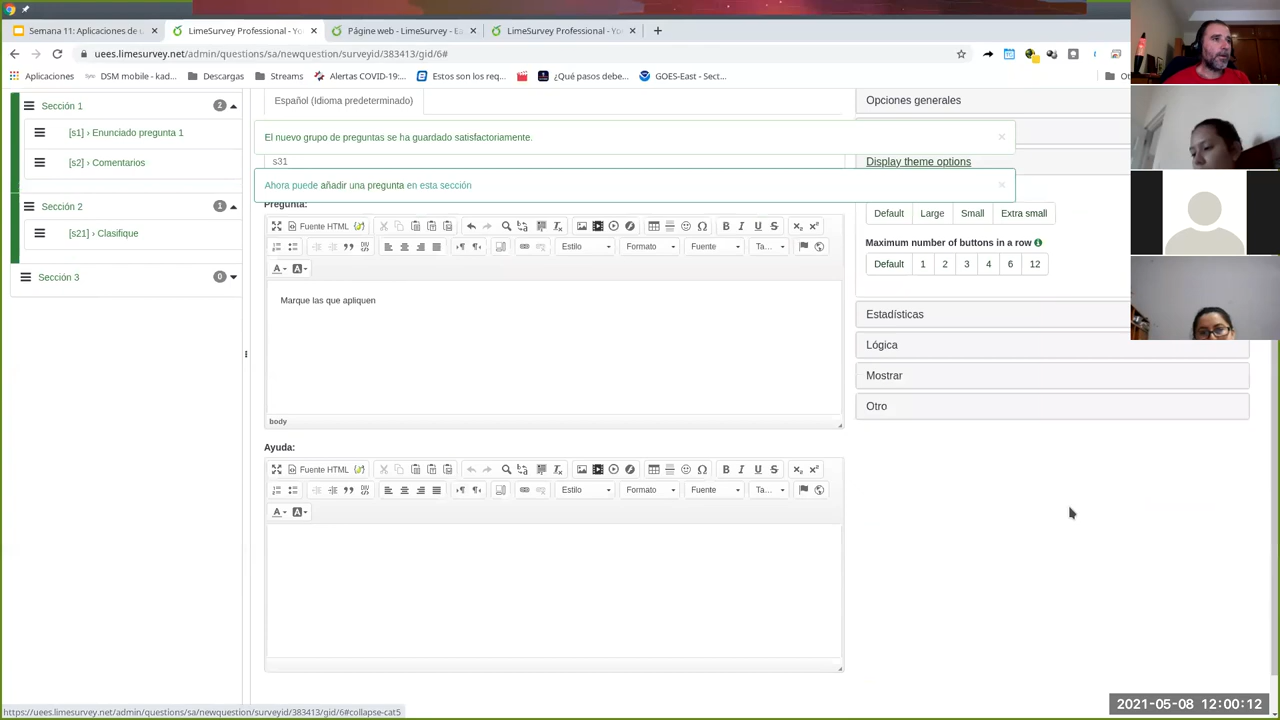 Semana 11: Aplicaciones de
LimeSurvey Professional - Yo
Página web - LimeSurvey - Ea
LimeSurvey Professional - Yo
uees.limesurvey.net/admin/questions/sa/newquestion/surveyid/383413/gid/6#
Aplicaciones
DSM mobile - kad...
Descargas
Streams
Alertas COVID-19:...
Estos son los req...
¿Qué pasos debe...
GOES-East - Sect...
Sección 1
2
[s1] › Enunciado pregunta 1
[s2] › Comentarios
Sección 2
1
[s21] › Clasifique
Sección 3
0
Español (Idioma predeterminado)
El nuevo grupo de preguntas se ha guardado satisfactoriamente.
×
s31
Ahora puede añadir una pregunta en esta sección
×
Pregunta:
Fuente HTML
Estilo
Formato
Fuente
Ta...
Marque las que apliquen
body
Ayuda:
Fuente HTML
Estilo
Formato
Fuente
Ta...
Opciones generales
Display theme options
Default
Large
Small
Extra small
Maximum number of buttons in a row
Default
1
2
3
4
6
12
Estadísticas
Lógica
Mostrar
Otro
https://uees.limesurvey.net/admin/questions/sa/newquestion/surveyid/383413/gid/6#collapse-cat5
2021-05-08 12:00:12